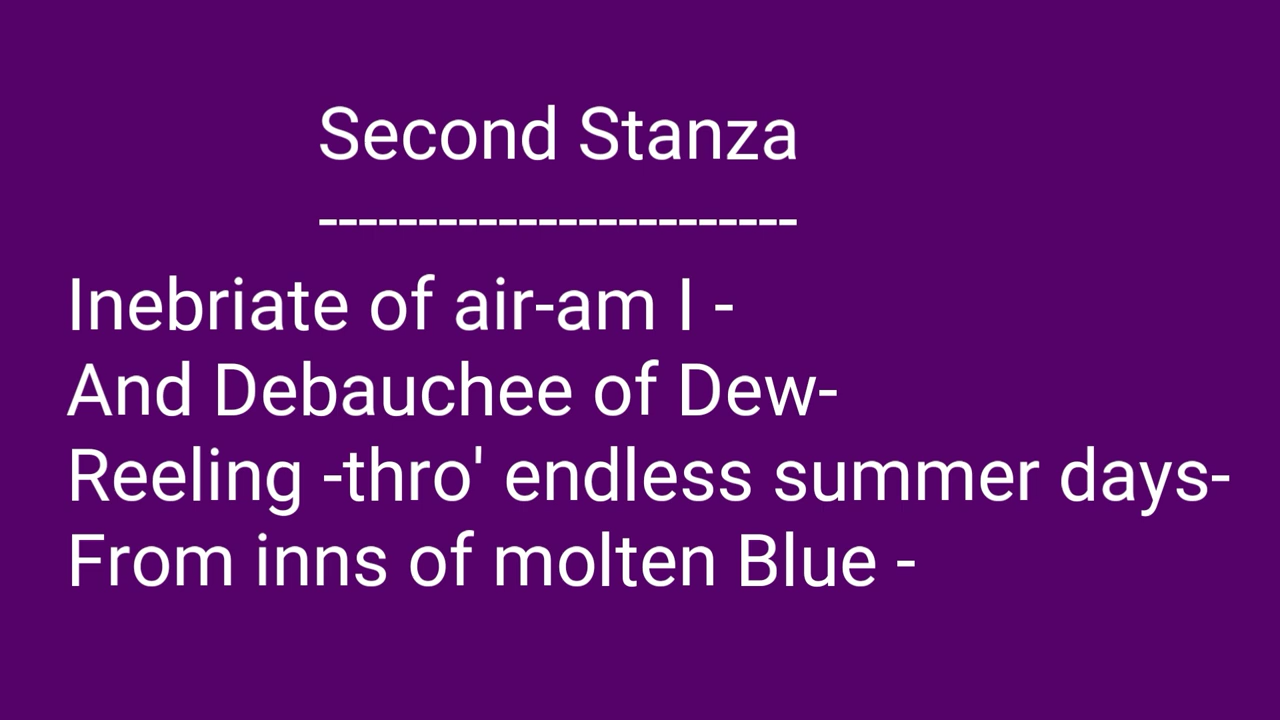 Second Stanza
------------------------
Inebriate of air-am I -
And Debauchee of Dew-
Reeling -thro' endless summer days-
From inns of molten Blue -